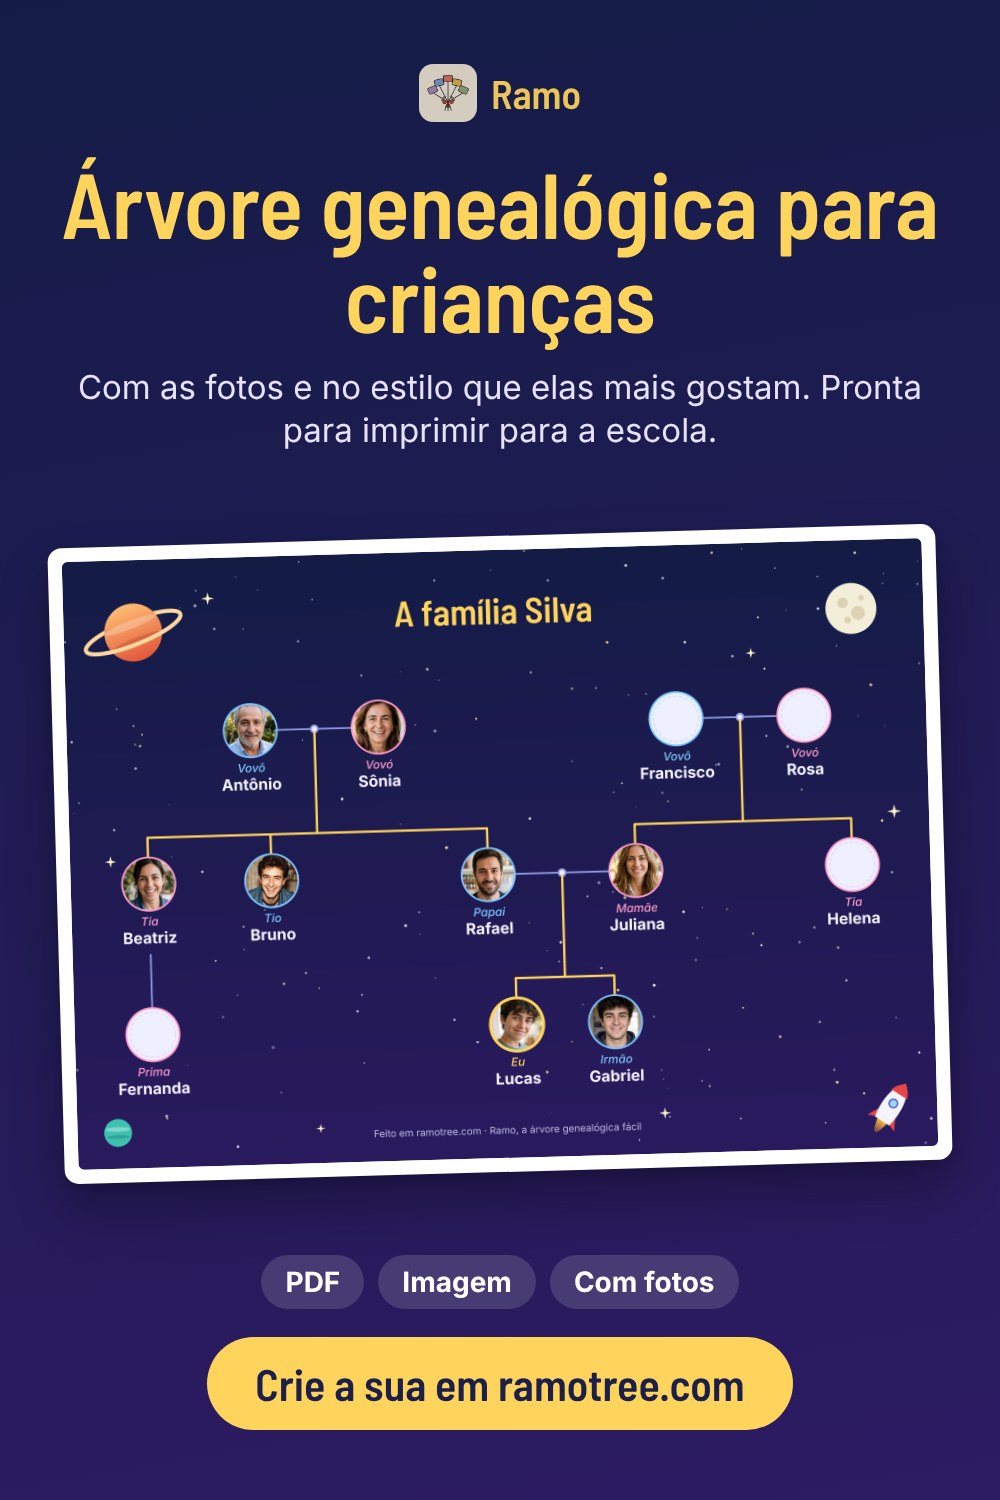 Ramo
Árvore genealógica para
crianças
Com as fotos e no estilo que elas mais gostam. Pronta
para imprimir para a escola.
A família Silva
Vovô
Antônio
Vovó
Sônia
Vovô
Francisco
Vovó
Rosa
Tia
Beatriz
Tio
Bruno
Papai
Rafael
Mamãe
Juliana
Tia
Helena
Prima
Fernanda
Eu
Lucas
Irmão
Gabriel
Feito em ramotree.com · Ramo, a árvore genealógica fácil
PDF
Imagem
Com fotos
Crie a sua em ramotree.com